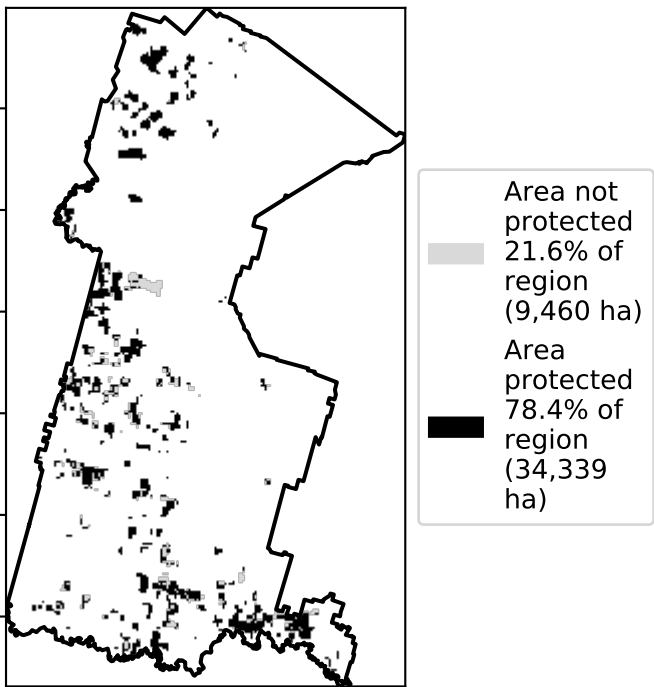 Area not
protected
21.6% of
region
(9,460 ha)
Area
protected
78.4% of
region
(34,339
ha)